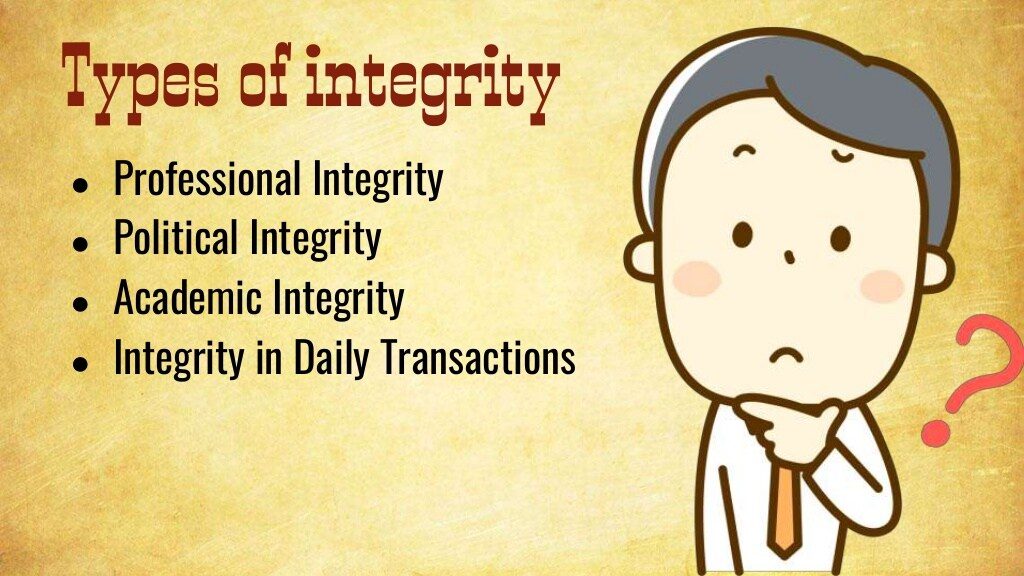 Types of integrity
● Professional Integrity
● Political Integrity
● Academic Integrity
● Integrity in Daily Transactions
?